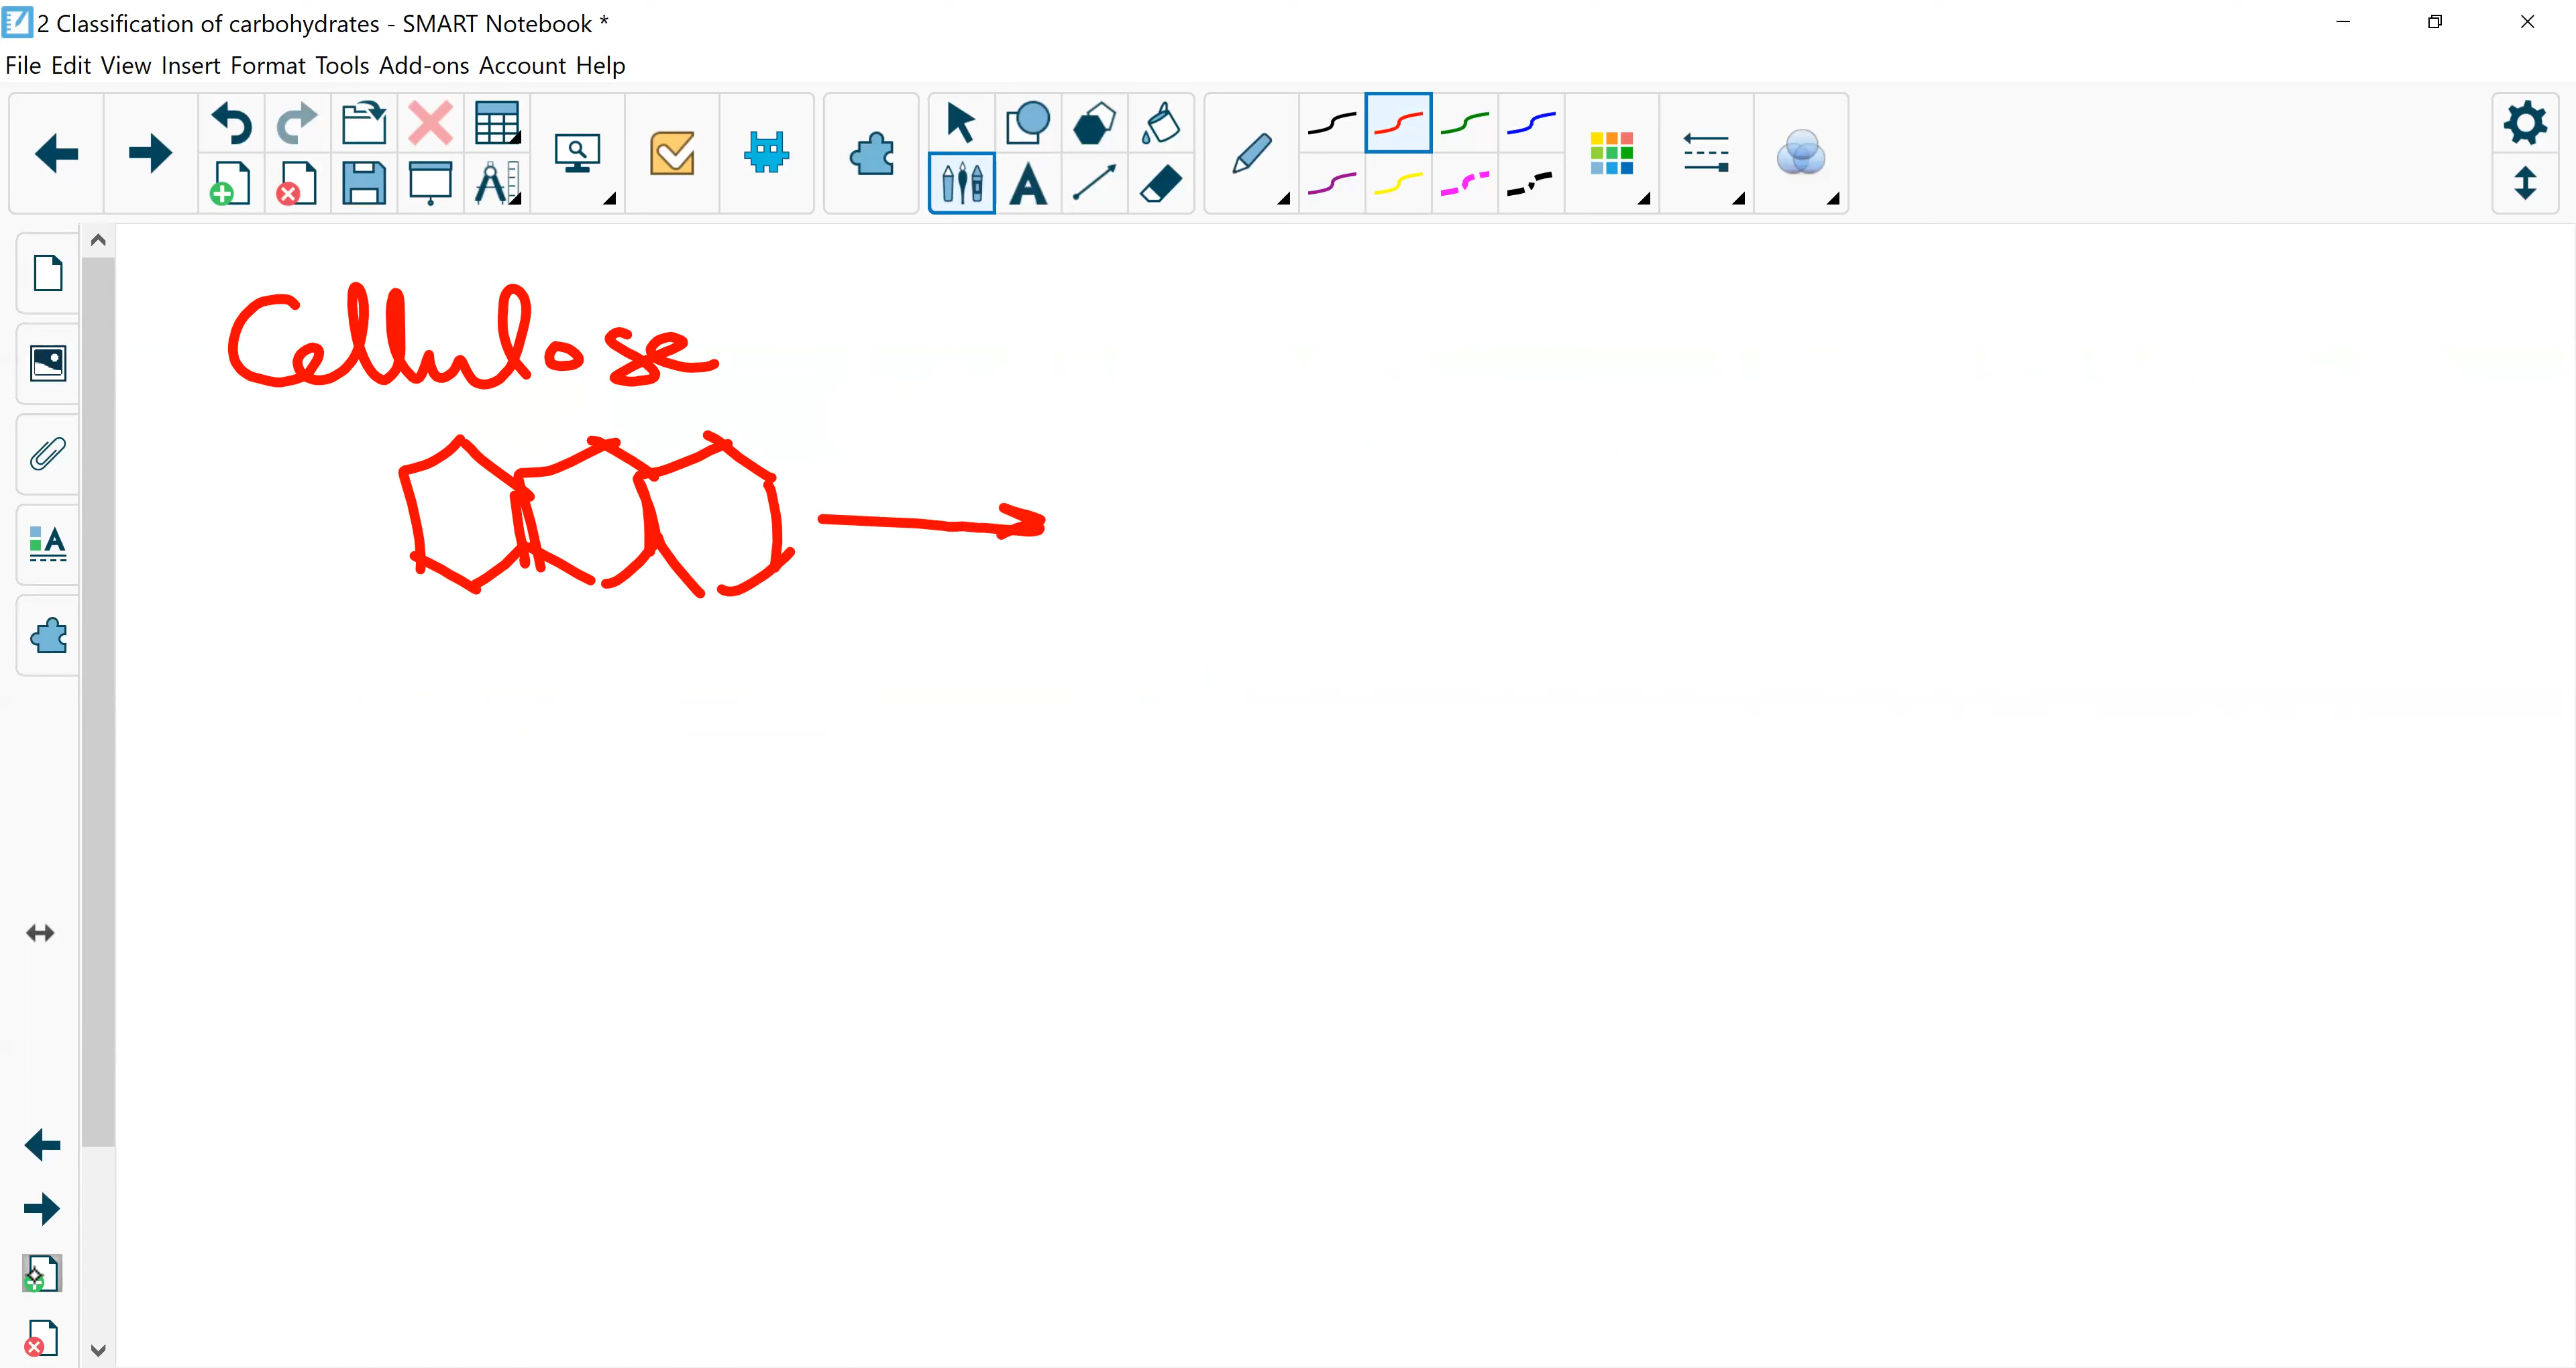 2 Classification of carbohydrates - SMART Notebook *
File Edit View Insert Format Tools Add-ons Account Help
Cellulose